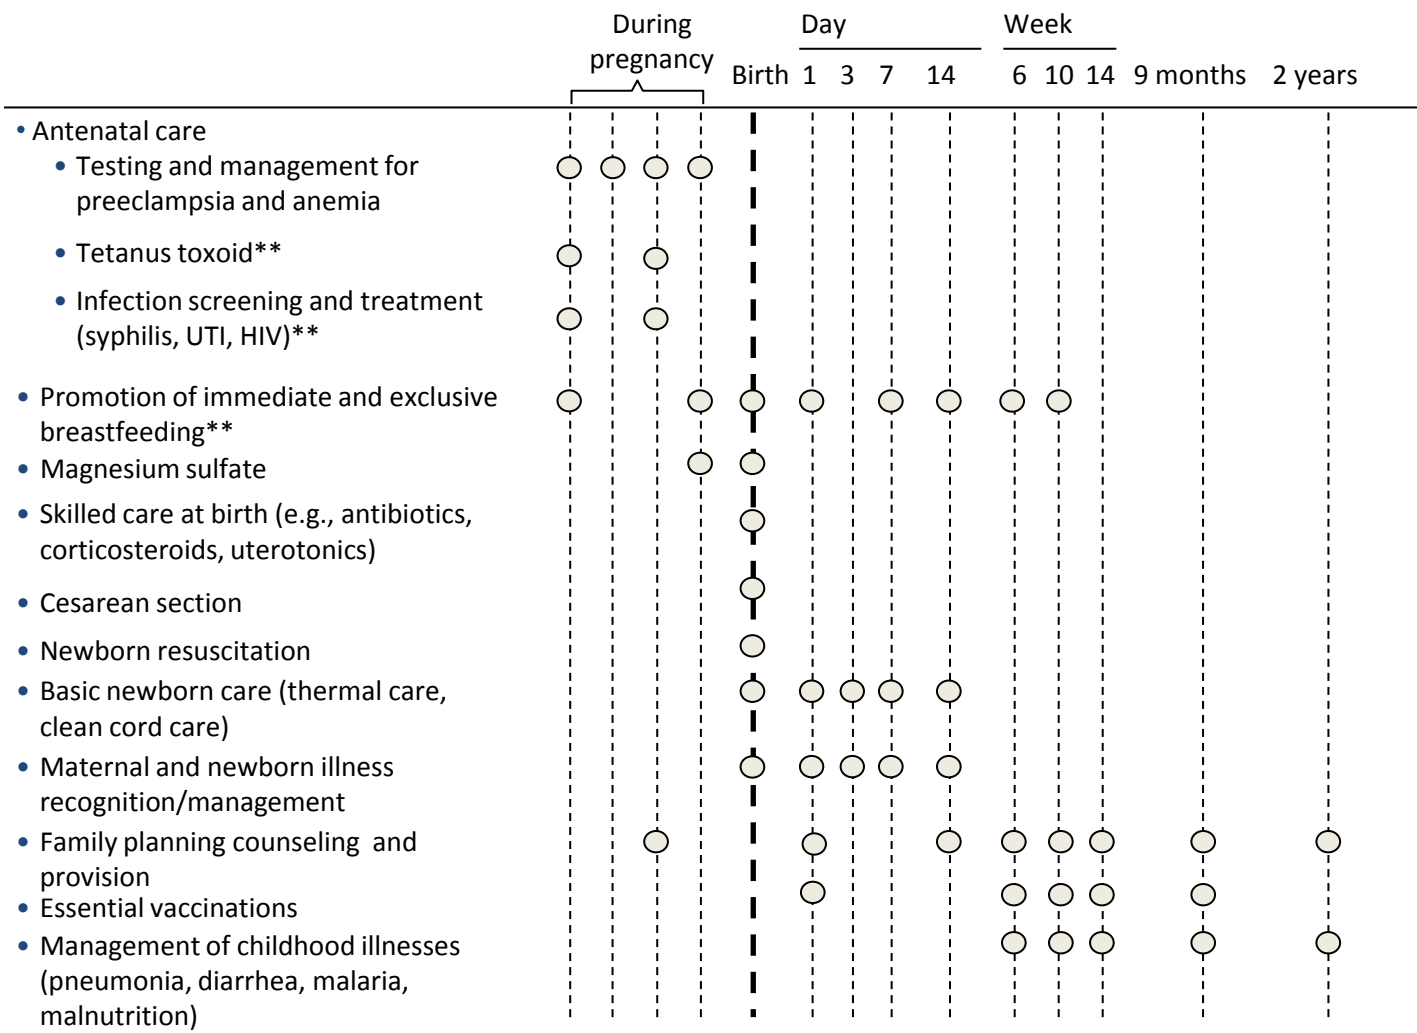 During
pregnancy
Day
Week
Birth 1 3 7 14 6 10 14 9 months 2 years
• Antenatal care
• Testing and management for
preeclampsia and anemia
• Tetanus toxoid**
• Infection screening and treatment
(syphilis, UTI, HIV)**
• Promotion of immediate and exclusive
breastfeeding**
• Magnesium sulfate
• Skilled care at birth (e.g., antibiotics,
corticosteroids, uterotonics)
• Cesarean section
• Newborn resuscitation
• Basic newborn care (thermal care,
clean cord care)
• Maternal and newborn illness
recognition/management
• Family planning counseling and
provision
• Essential vaccinations
• Management of childhood illnesses
(pneumonia, diarrhea, malaria,
malnutrition)